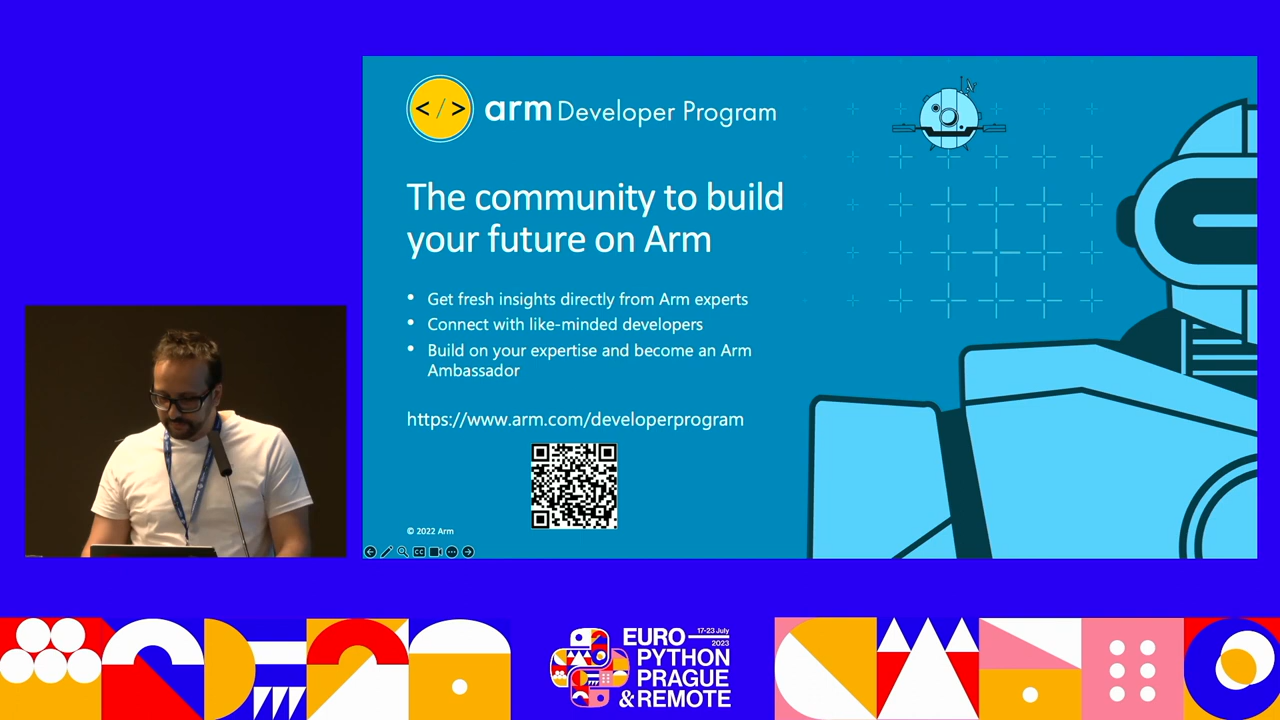 </> arm Developer Program
The community to build
your future on Arm
• Get fresh insights directly from Arm experts
• Connect with like-minded developers
• Build on your expertise and become an Arm
Ambassador
https://www.arm.com/developerprogram
© 2022 Arm
CC
EURO 17-23 July
2023
PYTHON
PRAGUE
& REMOTE